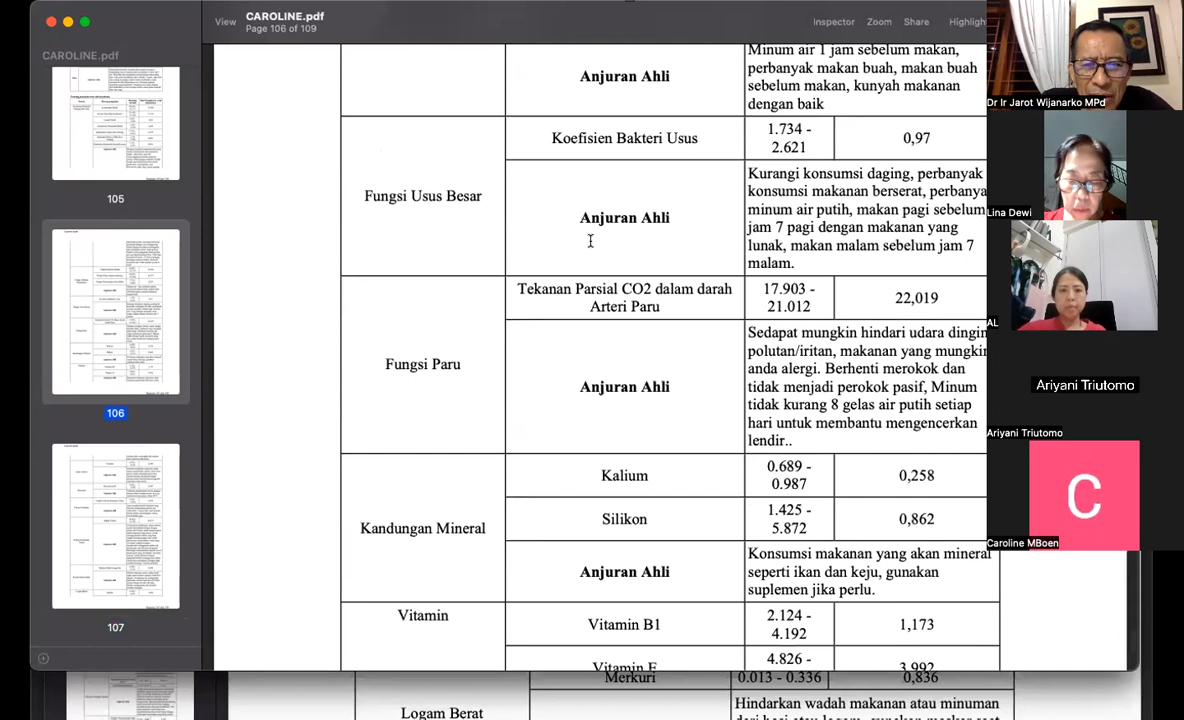 CAROLINE.pdf
View
Page 106 of 109
Inspector
Zoom
Share
Highlight
CAROLINE.pdf
105
106
107
Anjuran Ahli
Minum air 1 jam sebelum makan,
perbanyak makan buah, makan buah
sebelum makan, kunyah makanan
dengan baik
Fungsi Usus Besar
Koefisien Bakteri Usus
1.734 -
2.621
0,97
Anjuran Ahli
Kurangi konsumsi daging, perbanyak
konsumsi makanan berserat, perbanya
minum air putih, makan pagi sebelum
jam 7 pagi dengan makanan yang
lunak, makan malam sebelum jam 7
malam.
Fungsi Paru
Tekanan Parsial CO2 dalam darah
Arteri Paru
17.903 -
21.012
22,019
Anjuran Ahli
Sedapat mungkin hindari udara dingin
polutan/iritan, makanan yang mungkin
anda alergi. Berhenti merokok dan
tidak menjadi perokok pasif, Minum
tidak kurang 8 gelas air putih setiap
hari untuk membantu mengencerkan
lendir..
Kandungan Mineral
Kalium
0.689 -
0.987
0,258
Silikon
1.425 -
5.872
0,862
Anjuran Ahli
Konsumsi makanan yang akan mineral
seperti ikan dan keju, gunakan
suplemen jika perlu.
Vitamin
Vitamin B1
2.124 -
4.192
1,173
Vitamin E
4.826 -
3,992
Merkuri
0.013 - 0.336
0,836
Logam Berat
Hindarkan wadah makanan atau minuman
Dr Ir Jarot Wijanarko MPd
Lina Dewi
AL
Ariyani Triutomo
Ariyani Triutomo
C
Caroline MBoen